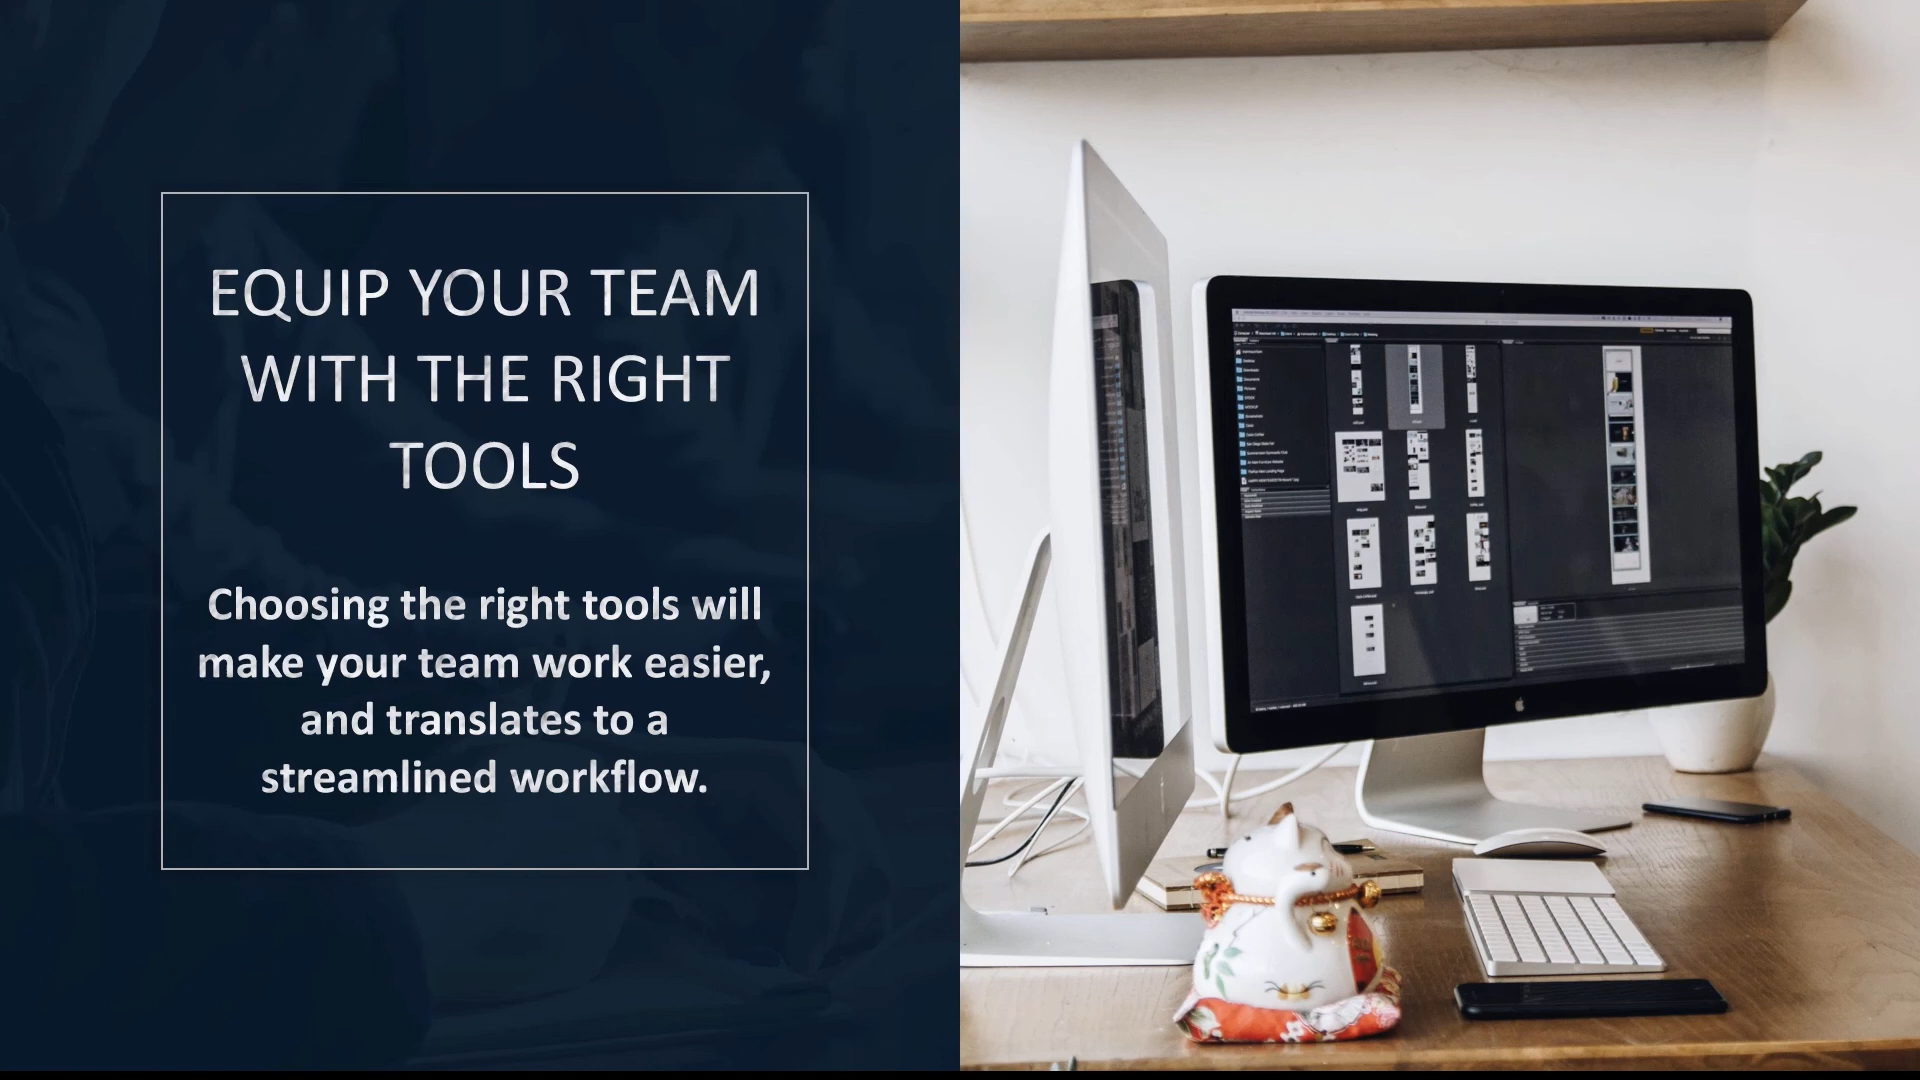 EQUIP YOUR TEAM
WITH THE RIGHT
TOOLS
Choosing the right tools will
make your team work easier,
and translates to a
streamlined workflow.